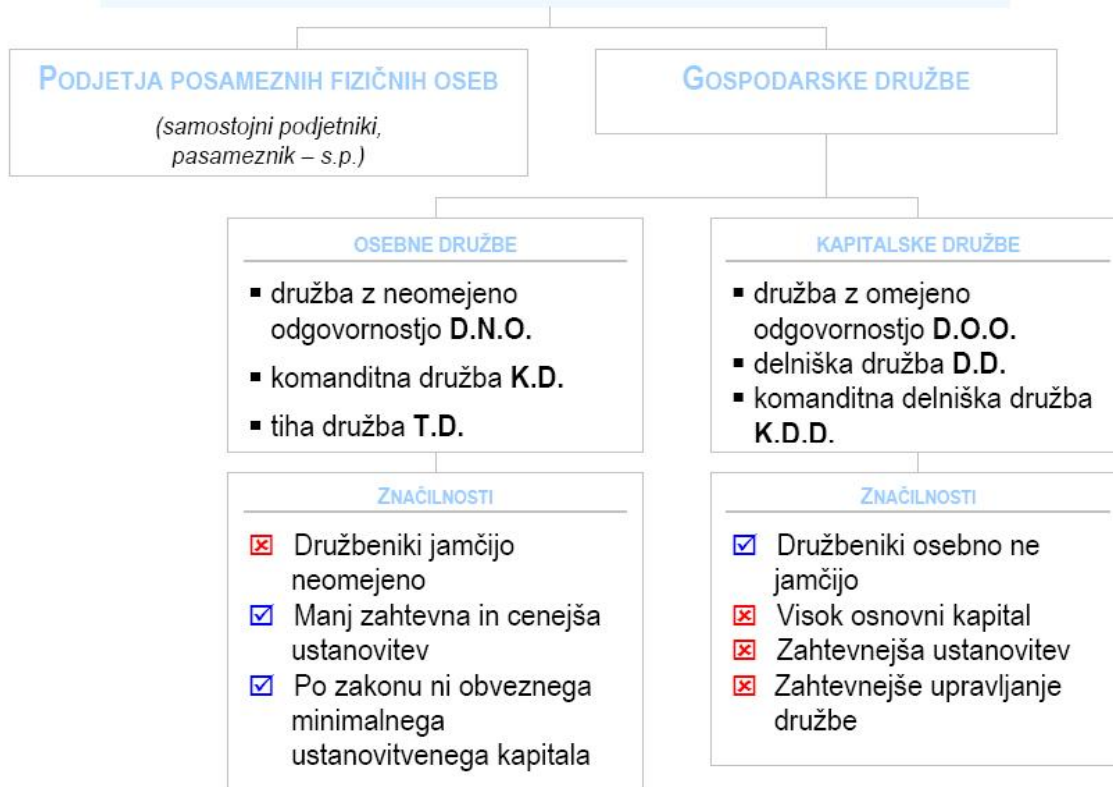 PODJETJA POSAMEZNIH FIZIČNIH OSEB
(samostojni podjetniki,
pasameznik – s.p.)
GOSPODARSKE DRUŽBE
OSEBNE DRUŽBE
▪ družba z neomejeno
odgovornostjo D.N.O.
▪ komanditna družba K.D.
▪ tiha družba T.D.
KAPITALSKE DRUŽBE
▪ družba z omejeno
odgovornostjo D.O.O.
▪ delniška družba D.D.
▪ komanditna delniška družba
K.D.D.
ZNAČILNOSTI
☒ Družbeniki jamčijo
neomejeno
☑ Manj zahtevna in cenejša
ustanovitev
☑ Po zakonu ni obveznega
minimalnega
ustanovitvenega kapitala
ZNAČILNOSTI
☑ Družbeniki osebno ne
jamčijo
☒ Visok osnovni kapital
☒ Zahtevnejša ustanovitev
☒ Zahtevnejše upravljanje
družbe